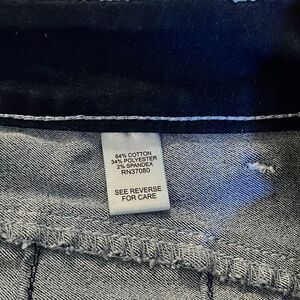 64% COTTON
34% POLYESTER
2% SPANDEX
RN37080
SEE REVERSE
FOR CARE